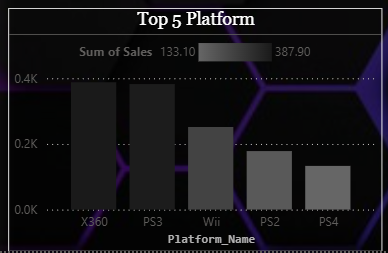 Top 5 Platform
Sum of Sales 133.10 387.90
0.4K
0.2K
0.0K
X360 PS3 Wii PS2 PS4
Platform_Name